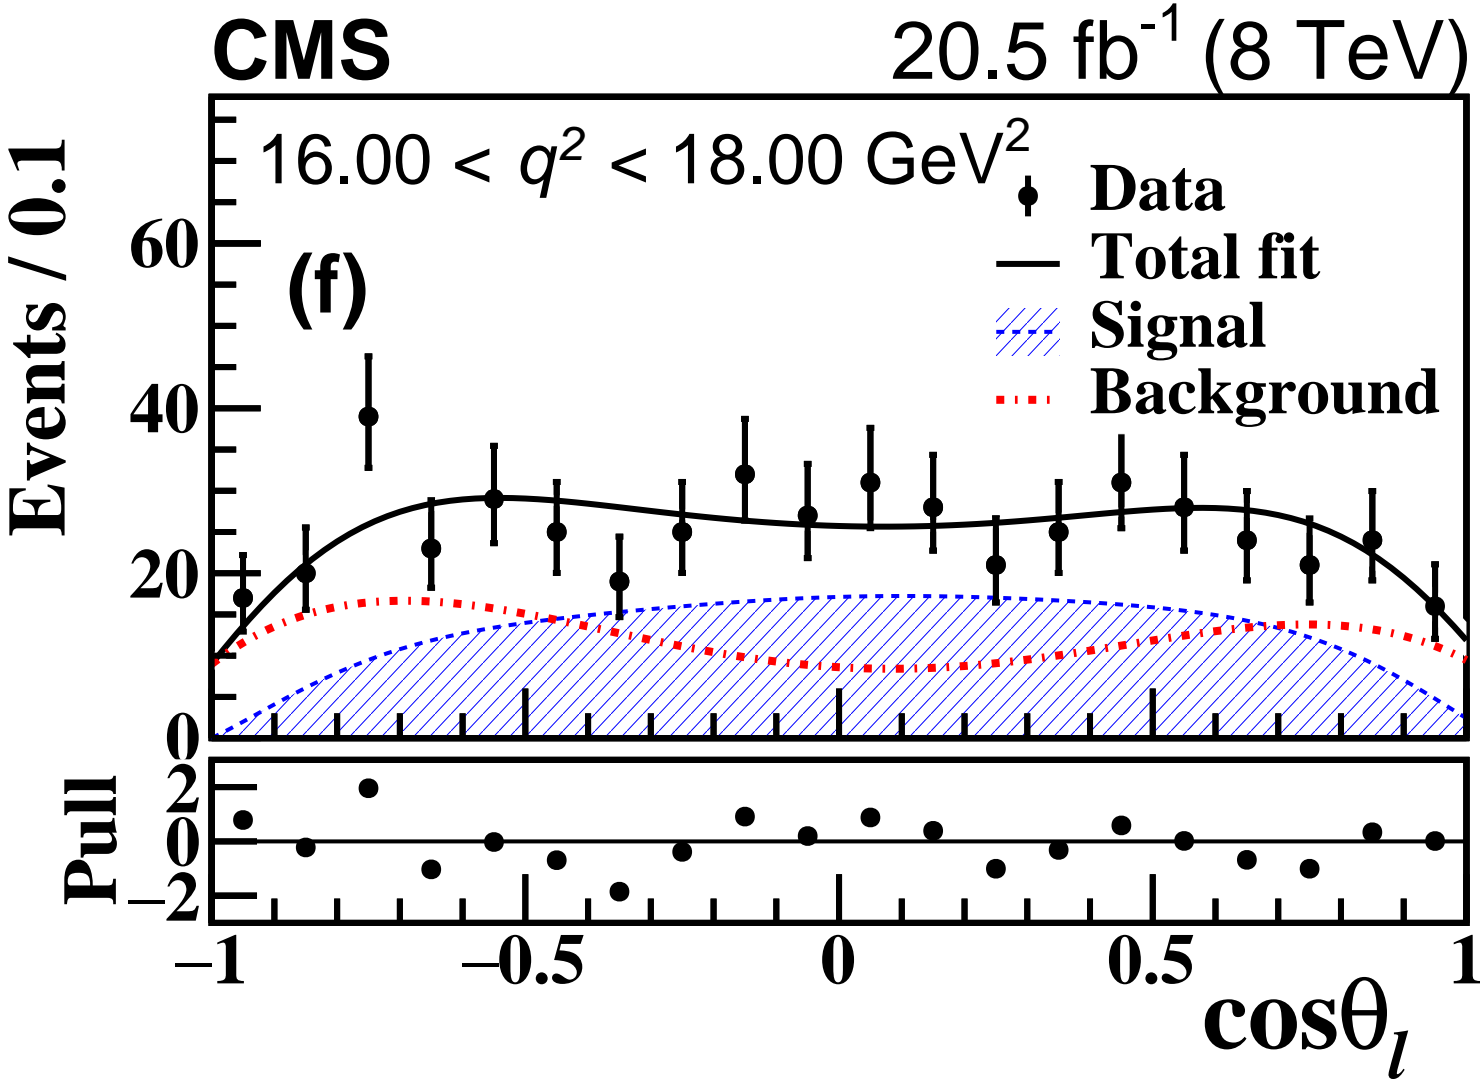 CMS 20.5 fb⁻¹ (8 TeV)
16.00 < q² < 18.00 GeV²
(f)
Data
Total fit
Signal
Background
Events / 0.1
60
40
20
0
Pull
2
0
−2
−1 −0.5 0 0.5 1
cosθₗ